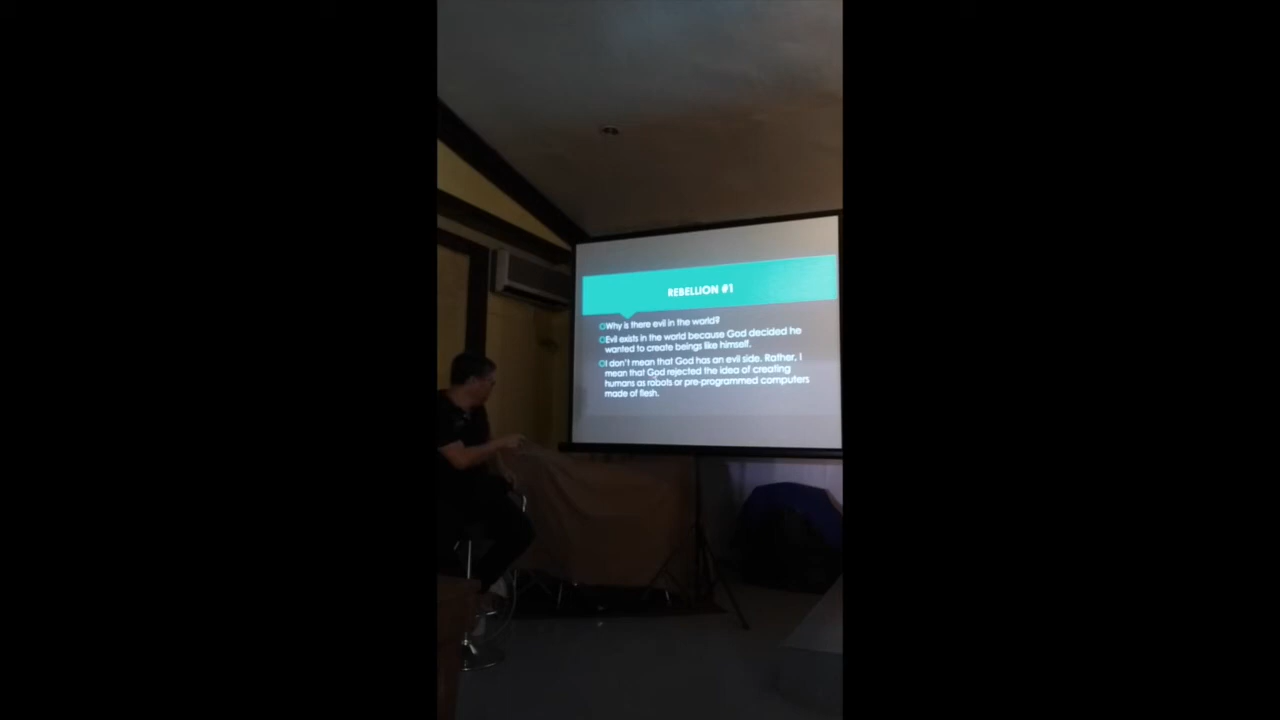 REBELLION #1
Why is there evil in the world?
Evil exists in the world because God decided he
wanted to create beings like himself.
I don't mean that God has an evil side. Rather, I
mean that God rejected the idea of creating
humans as robots or pre-programmed computers
made of flesh.